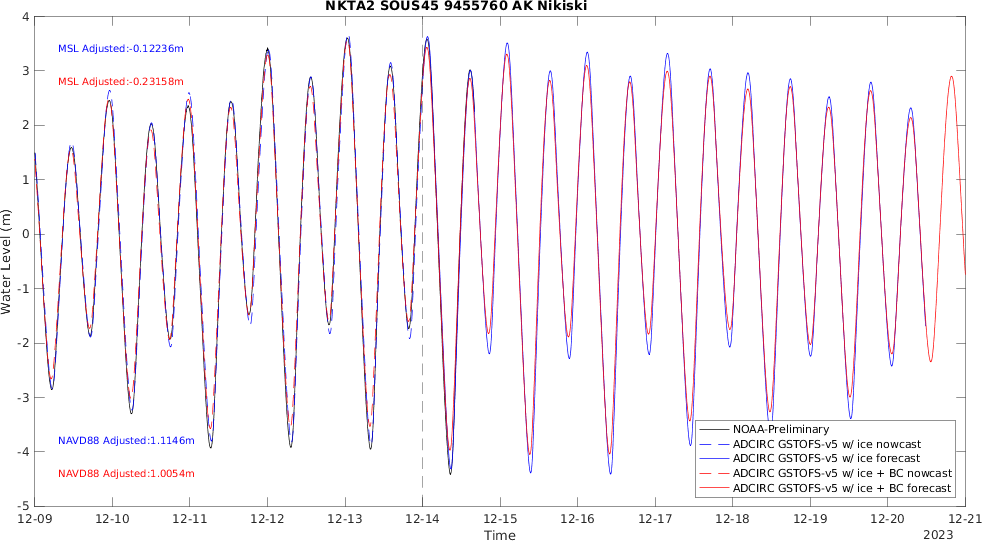 NKTA2 SOUS45 9455760 AK Nikiski
MSL Adjusted:-0.12236m
MSL Adjusted:-0.23158m
NAVD88 Adjusted:1.1146m
NAVD88 Adjusted:1.0054m
Water Level (m)
4
3
2
1
0
-1
-2
-3
-4
-5
NOAA-Preliminary
ADCIRC GSTOFS-v5 w/ ice nowcast
ADCIRC GSTOFS-v5 w/ ice forecast
ADCIRC GSTOFS-v5 w/ ice + BC nowcast
ADCIRC GSTOFS-v5 w/ ice + BC forecast
12-09 12-10 12-11 12-12 12-13 12-14 12-15 12-16 12-17 12-18 12-19 12-20 12-21
Time
2023